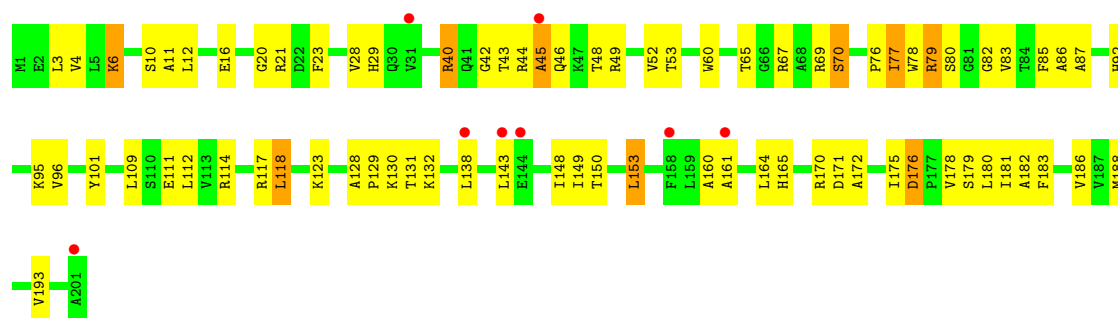 M1 E2 L3 V4 L5 K6 S10 A11 L12 E16 G20 R21 D22 F23 V28 H29 Q30 V31 R40 Q41 G42 T43 R44 A45 Q46 K47 T48 R49 V52 T53 W60 T65 G66 R67 A68 R69 S70 P76 I77 W78 R79 S80 G81 G82 V83 T84 F85 A86 A87 H92
K95 V96 Y101 L109 S110 E111 L112 V113 R114 R117 L118 K123 A128 P129 K130 T131 K132 L138 L143 E144 I148 I149 T150 L153 F158 L159 A160 A161 L164 H165 R170 D171 A172 I175 D176 P177 V178 S179 L180 I181 A182 F183 V186 V187 M188
V193 A201